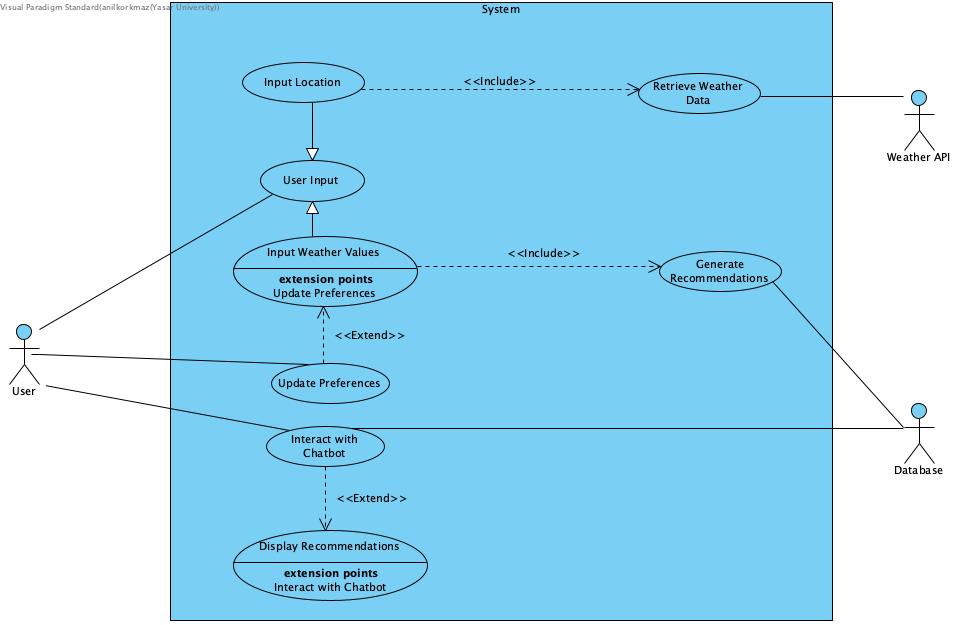 Visual Paradigm Standard(anilkorkmaz(Yasar University))
System
Input Location
<<Include>>
Retrieve Weather
Data
Weather API
User Input
Input Weather Values
extension points
Update Preferences
<<Include>>
Generate
Recommendations
<<Extend>>
User
Update Preferences
Interact with
Chatbot
Database
<<Extend>>
Display Recommendations
extension points
Interact with Chatbot